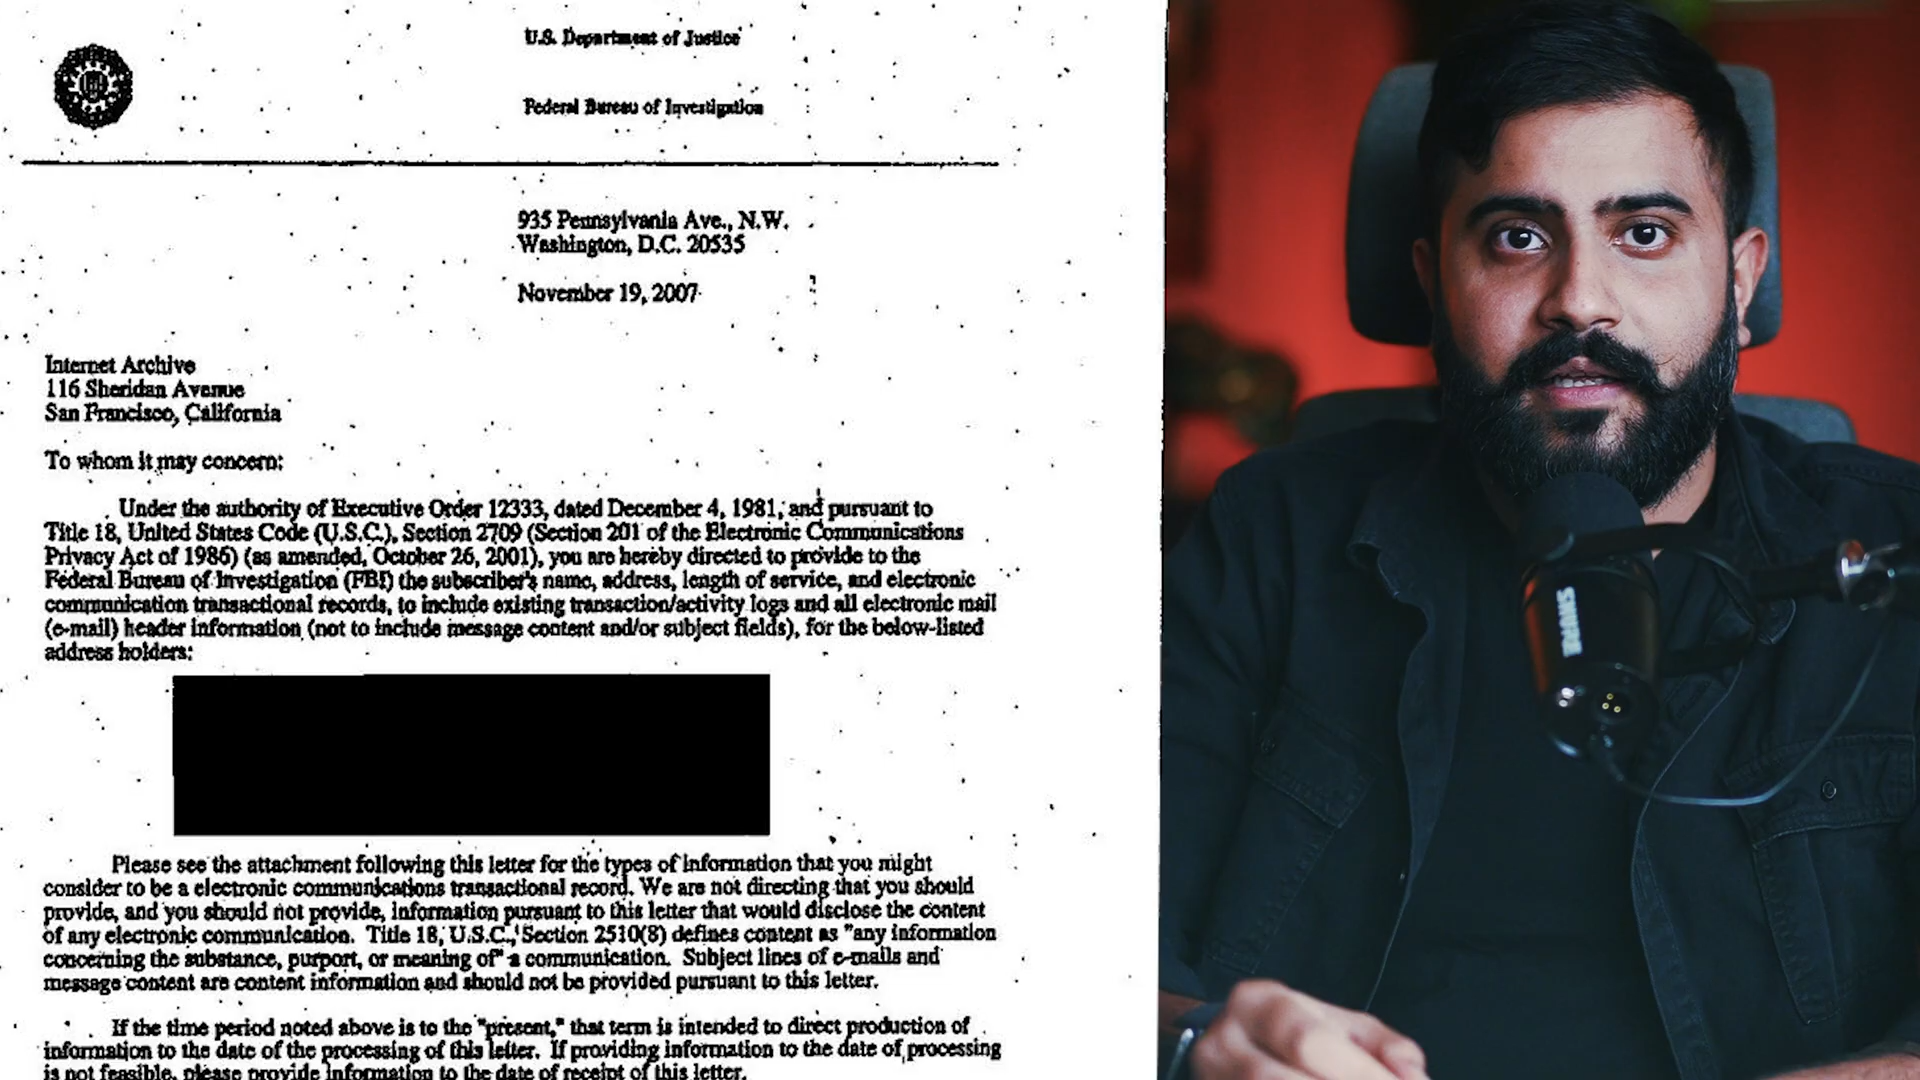 U.S. Department of Justice
Federal Bureau of Investigation
935 Pennsylvania Ave., N.W.
Washington, D.C. 20535
November 19, 2007
Internet Archive
116 Sheridan Avenue
San Francisco, California
To whom it may concern:
Under the authority of Executive Order 12333, dated December 4, 1981, and pursuant to
Title 18, United States Code (U.S.C.), Section 2709 (Section 201 of the Electronic Communications
Privacy Act of 1986) (as amended, October 26, 2001), you are hereby directed to provide to the
Federal Bureau of Investigation (FBI) the subscriber's name, address, length of service, and electronic
communication transactional records, to include existing transaction/activity logs and all electronic mail
(e-mail) header information (not to include message content and/or subject fields), for the below-listed
address holders:
Please see the attachment following this letter for the types of information that you might
consider to be a electronic communications transactional record. We are not directing that you should
provide, and you should not provide, information pursuant to this letter that would disclose the content
of any electronic communication. Title 18, U.S.C., Section 2510(8) defines content as "any information
concerning the substance, purport, or meaning of" a communication. Subject lines of e-mails and
message content are content information and should not be provided pursuant to this letter.
If the time period noted above is to the "present," that term is intended to direct production of
information to the date of the processing of this letter. If providing information to the date of processing
is not feasible, please provide information to the date of receipt of this letter.
SHURE